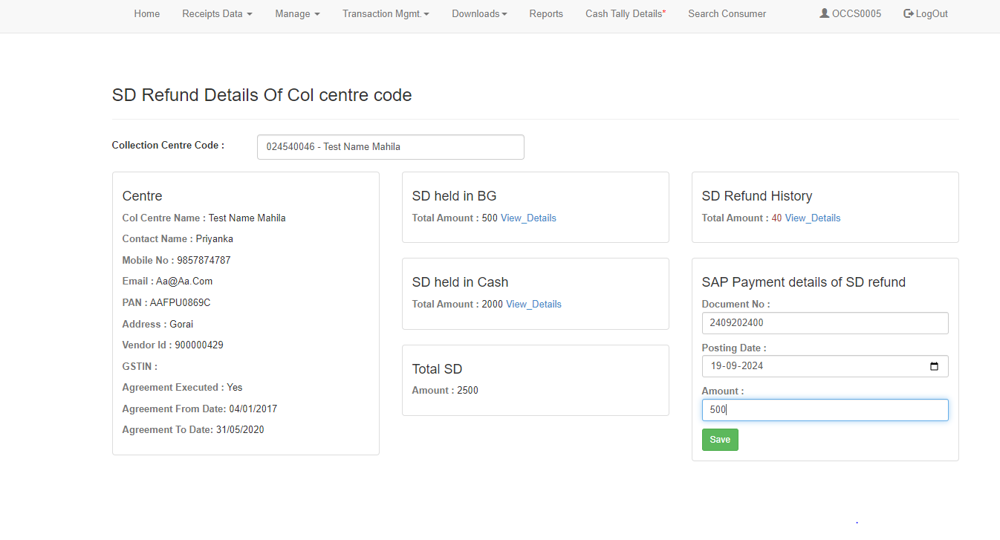 Home Receipts Data Manage Transaction Mgmt. Downloads Reports Cash Tally Details* Search Consumer OCCS0005 LogOut
SD Refund Details Of Col centre code
Collection Centre Code : 024540046 - Test Name Mahila
Centre
Col Centre Name : Test Name Mahila
Contact Name : Priyanka
Mobile No : 9857874787
Email : Aa@Aa.Com
PAN : AAFPU0869C
Address : Gorai
Vendor Id : 900000429
GSTIN :
Agreement Executed : Yes
Agreement From Date: 04/01/2017
Agreement To Date: 31/05/2020
SD held in BG
Total Amount : 500 View_Details
SD held in Cash
Total Amount : 2000 View_Details
Total SD
Amount : 2500
SD Refund History
Total Amount : 40 View_Details
SAP Payment details of SD refund
Document No :
2409202400
Posting Date :
19-09-2024
Amount :
500
Save